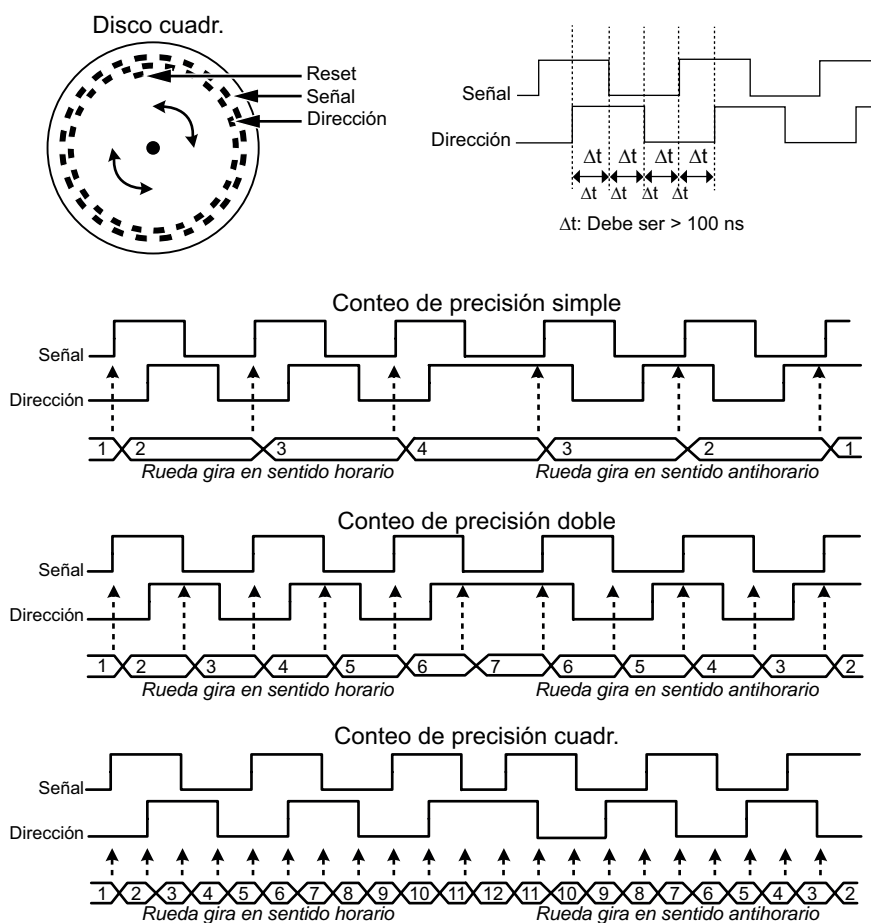 Disco cuadr.
Reset
Señal
Dirección
Señal
Dirección
Δt Δt Δt Δt
Δt Δt Δt Δt
Δt: Debe ser > 100 ns
Conteo de precisión simple
Señal
Dirección
1 2 3 4 3 2 1
Rueda gira en sentido horario Rueda gira en sentido antihorario
Conteo de precisión doble
Señal
Dirección
1 2 3 4 5 6 7 6 5 4 3 2
Rueda gira en sentido horario Rueda gira en sentido antihorario
Conteo de precisión cuadr.
Señal
Dirección
1 2 3 4 5 6 7 8 9 10 11 12 11 10 9 8 7 6 5 4 3 2
Rueda gira en sentido horario Rueda gira en sentido antihorario